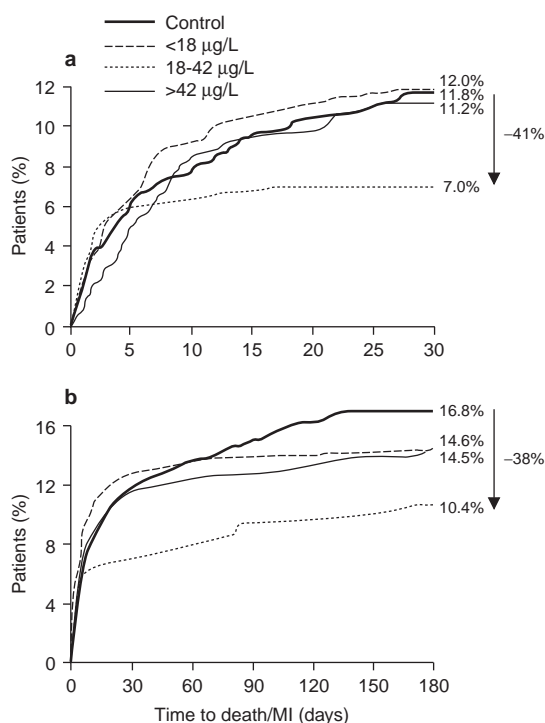 Control
<18 µg/L
18-42 µg/L
>42 µg/L
a
12
10
8
6
4
2
0
Patients (%)
0 5 10 15 20 25 30
12.0%
11.8%
11.2%
–41%
7.0%
b
16
12
8
4
0
Patients (%)
0 30 60 90 120 150 180
16.8%
14.6%
14.5%
–38%
10.4%
Time to death/MI (days)